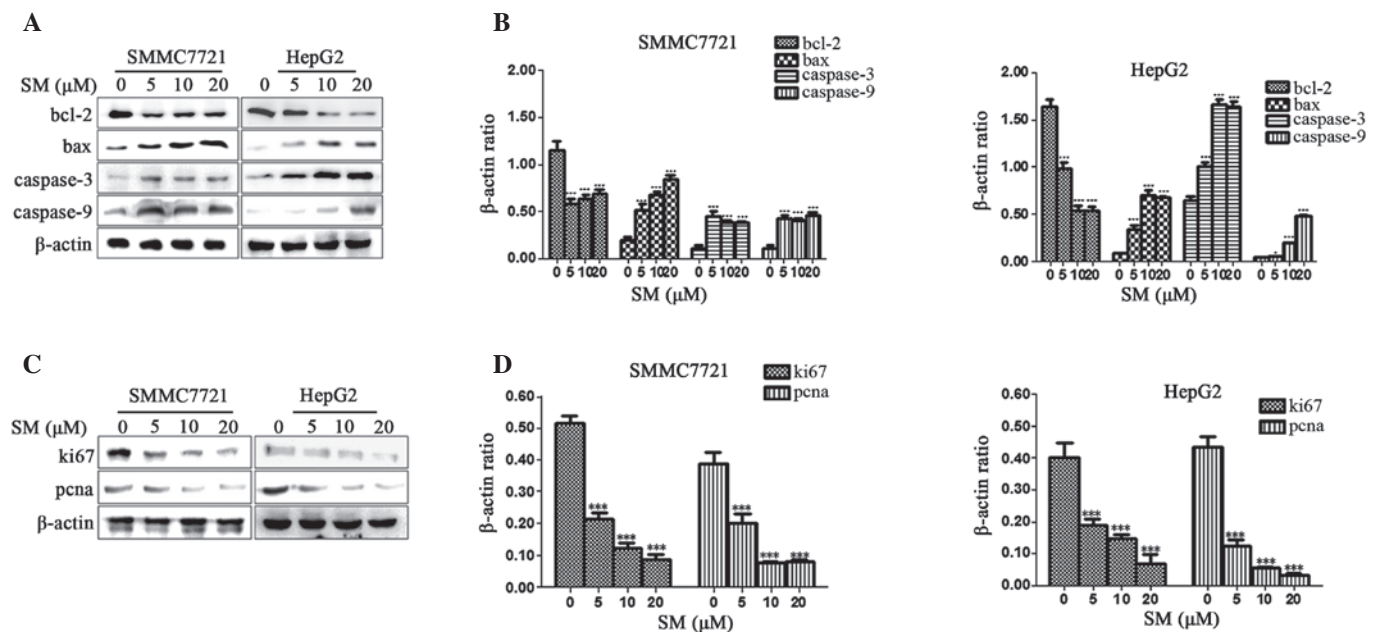 A
SMMC7721 HepG2
SM (μM) 0 5 10 20 0 5 10 20
bcl-2
bax
caspase-3
caspase-9
β-actin
B
SMMC7721
bcl-2
bax
caspase-3
caspase-9
β-actin ratio
2.00
1.50
1.00
0.50
0.00
*** *** *** *** *** *** *** *** *** *** *** ***
0 5 10 20 0 5 10 20 0 5 10 20 0 5 10 20
SM (μM)
HepG2
bcl-2
bax
caspase-3
caspase-9
β-actin ratio
2.00
1.50
1.00
0.50
0.00
*** *** *** *** *** *** *** *** *** * *** ***
0 5 10 20 0 5 10 20 0 5 10 20 0 5 10 20
SM (μM)
C
SMMC7721 HepG2
SM (μM) 0 5 10 20 0 5 10 20
ki67
pcna
β-actin
D
SMMC7721
ki67
pcna
β-actin ratio
0.60
0.50
0.40
0.30
0.20
0.10
0.00
*** *** *** *** *** ***
0 5 10 20 0 5 10 20
SM (μM)
HepG2
ki67
pcna
β-actin ratio
0.60
0.50
0.40
0.30
0.20
0.10
0.00
*** *** *** *** *** ***
0 5 10 20 0 5 10 20
SM (μM)